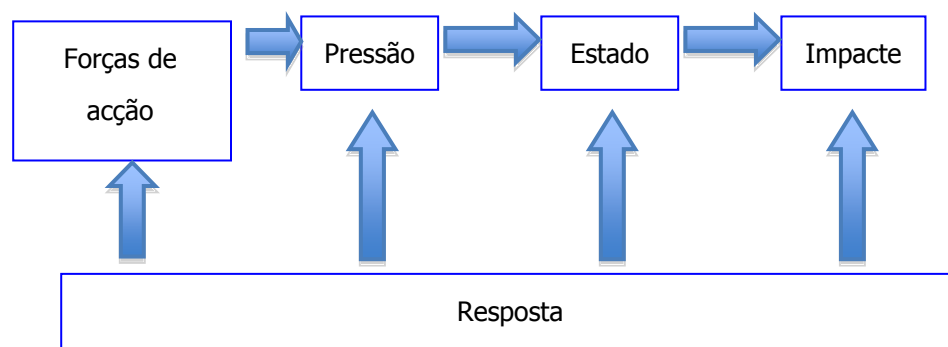 Forças de
acção
Pressão
Estado
Impacte
Resposta